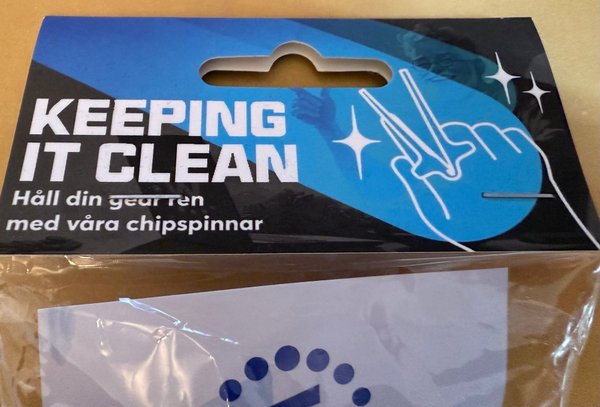 KEEPING
IT CLEAN
Håll din gear ren
med våra chipspinnar